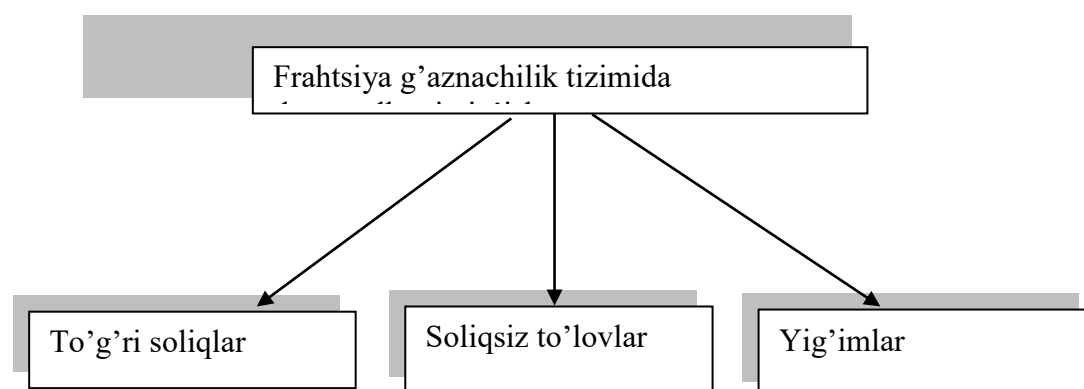 Frahtsiya g’aznachilik tizimida
To’g’ri soliqlar
Soliqsiz to’lovlar
Yig’imlar